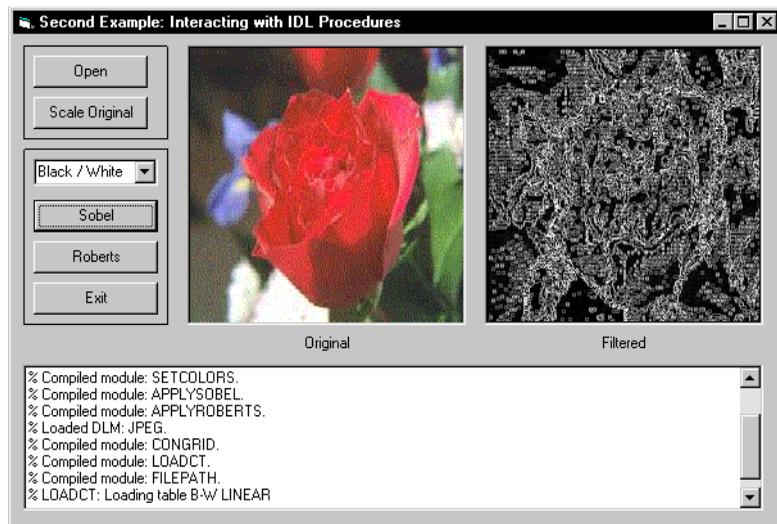 Second Example: Interacting with IDL Procedures
Open
Scale Original
Black / White
Sobel
Roberts
Exit
Original
Filtered
% Compiled module: SETCOLORS.
% Compiled module: APPLYSOBEL.
% Compiled module: APPLYROBERTS.
% Loaded DLM: JPEG.
% Compiled module: CONGRID.
% Compiled module: LOADCT.
% Compiled module: FILEPATH.
% LOADCT: Loading table B-W LINEAR